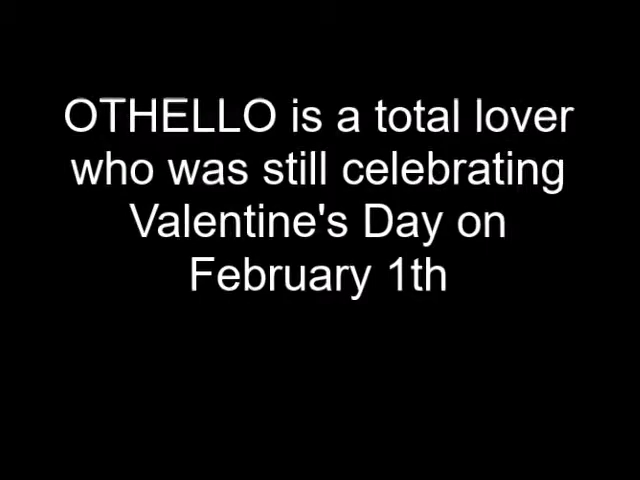 OTHELLO is a total lover
who was still celebrating
Valentine's Day on
February 1th